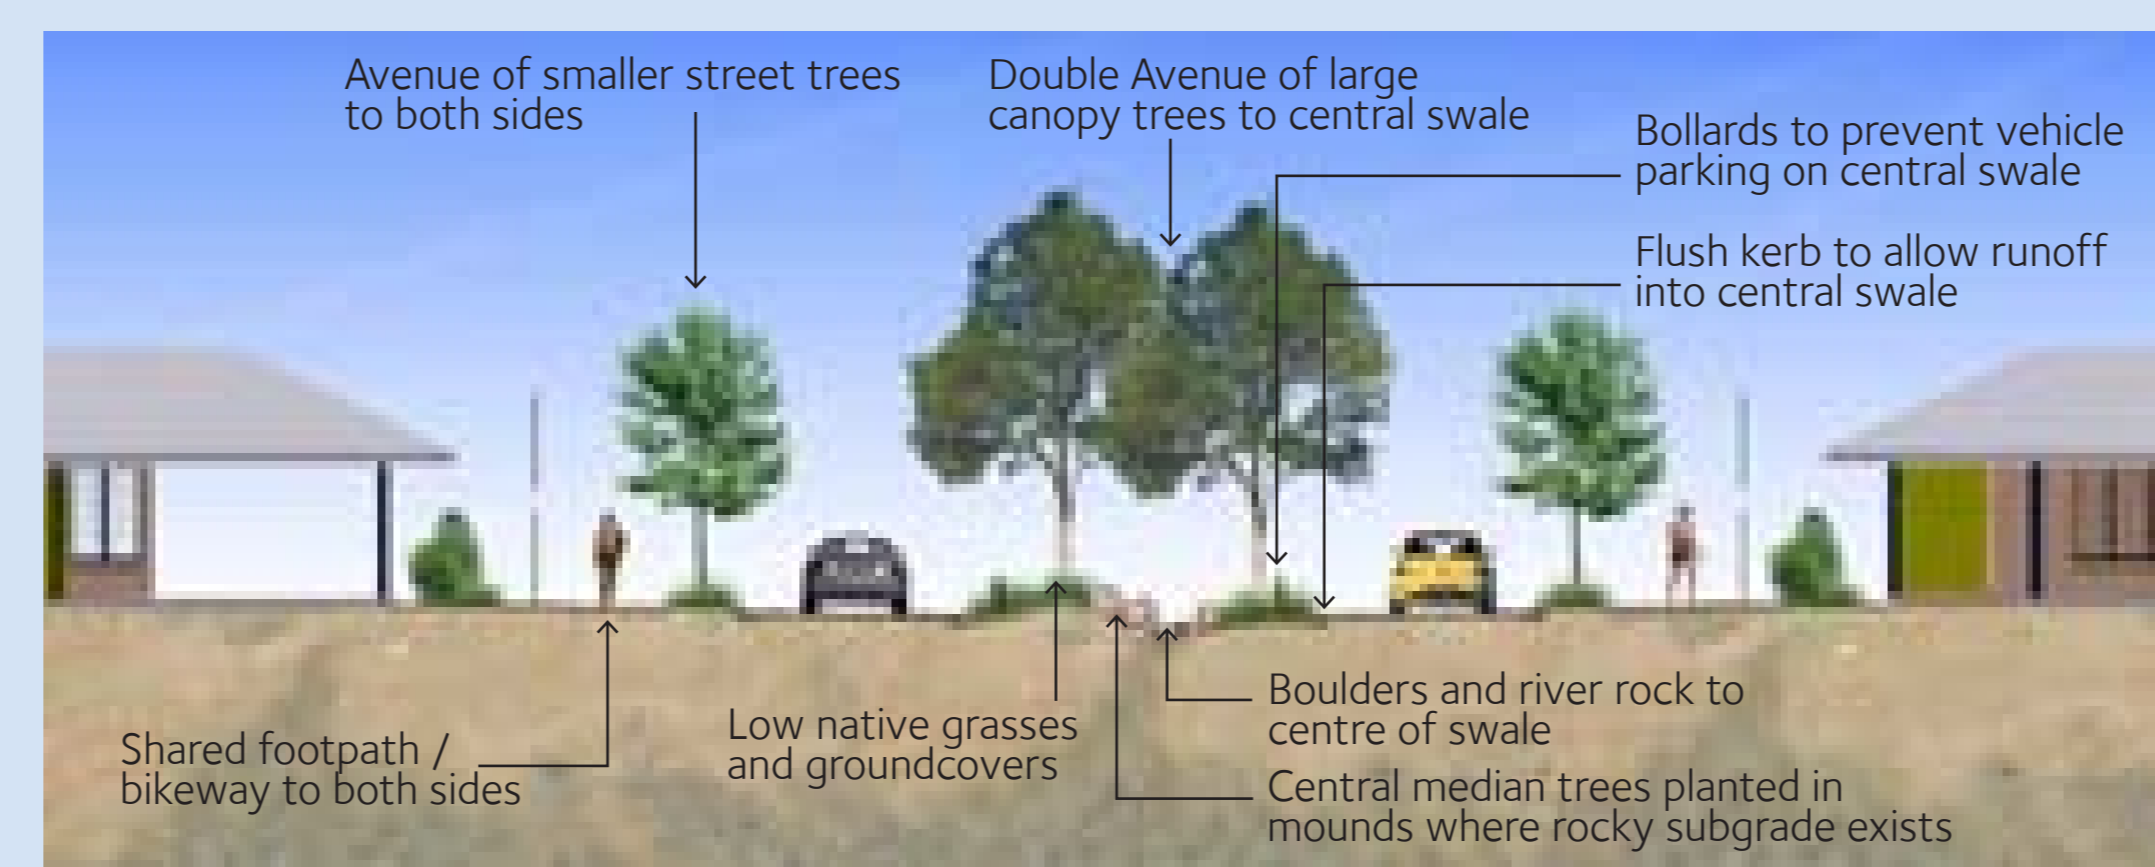 Avenue of smaller street trees
to both sides
Double Avenue of large
canopy trees to central swale
Bollards to prevent vehicle
parking on central swale
Flush kerb to allow runoff
into central swale
Shared footpath /
bikeway to both sides
Low native grasses
and groundcovers
Boulders and river rock to
centre of swale
Central median trees planted in
mounds where rocky subgrade exists